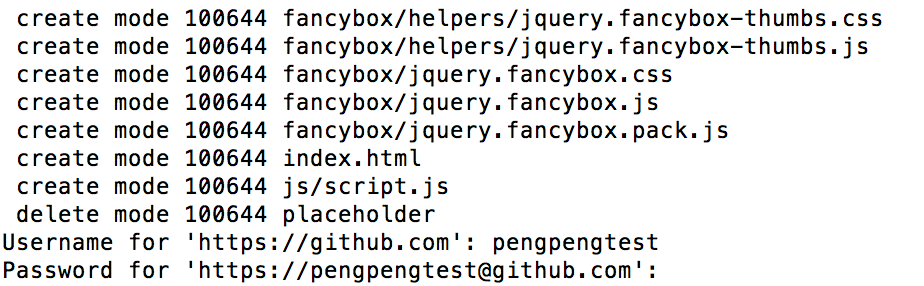 create mode 100644 fancybox/helpers/jquery.fancybox-thumbs.css
create mode 100644 fancybox/helpers/jquery.fancybox-thumbs.js
create mode 100644 fancybox/jquery.fancybox.css
create mode 100644 fancybox/jquery.fancybox.js
create mode 100644 fancybox/jquery.fancybox.pack.js
create mode 100644 index.html
create mode 100644 js/script.js
delete mode 100644 placeholder
Username for 'https://github.com': pengpengtest
Password for 'https://pengpengtest@github.com':